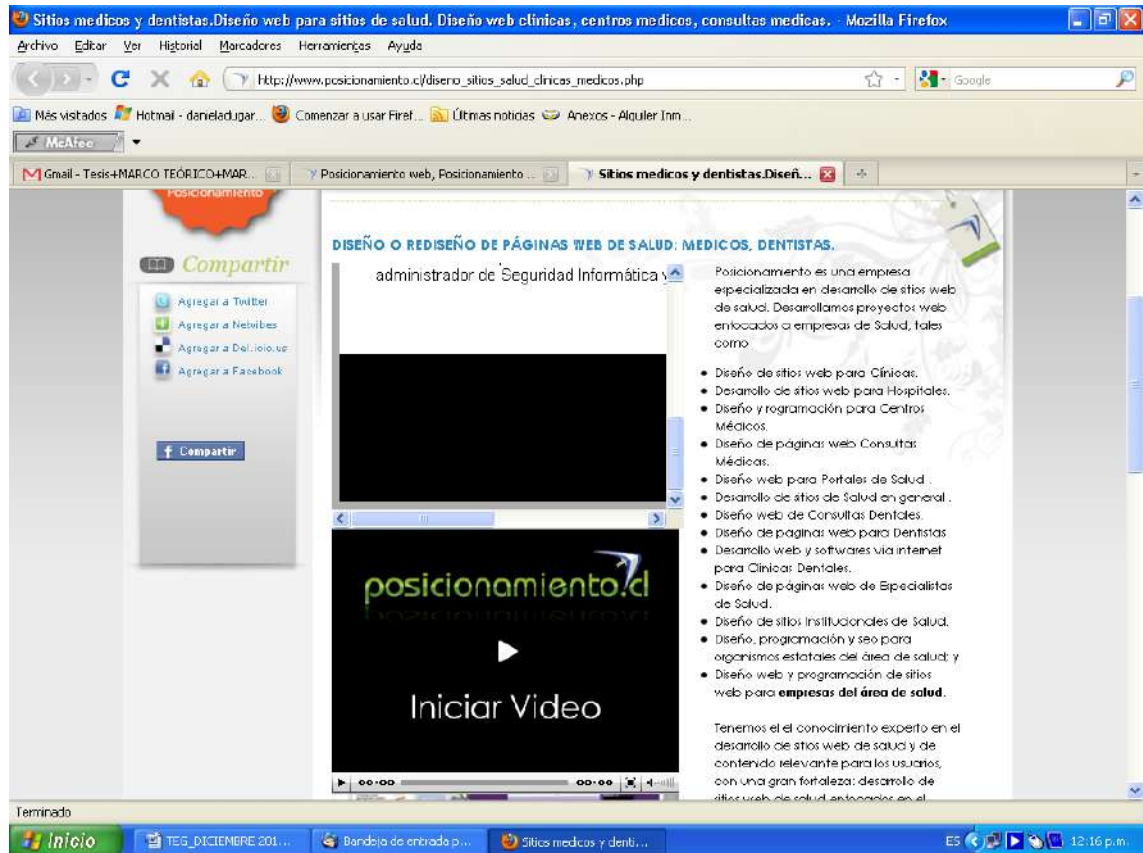 Sitios medicos y dentistas.Diseño web para sitios de salud. Diseño web clinicas, centros medicos, consultas medicas. - Mozilla Firefox
Archivo Editar Ver Historial Marcadores Herramientas Ayuda
http://www.posicionamiento.cl/diseno_sitios_salud_clinicas_medicos.php
Google
Más visitados Hotmail - danieladugar... Comenzar a usar Firef... Últimas noticias Anexos - Alquiler Inm...
McAfee
Gmail - Tesis+MARCO TEÓRICO+MAR... Posicionamiento web, Posicionamiento ... Sitios medicos y dentistas.Diseñ...
Posicionamiento
Compartir
Agregar a Twitter
Agregar a Netvibes
Agregar a Del.icio.us
Agregar a Facebook
Compartir
DISEÑO O REDISEÑO DE PÁGINAS WEB DE SALUD: MEDICOS, DENTISTAS.
administrador de Seguridad Informática y
posicionamiento.cl
Iniciar Video
00:00 00:00
Posicionamiento es una empresa
especializada en desarrollo de sitios web
de salud. Desarrollamos proyectos web
enfocados a empresas de Salud, tales
como
• Diseño de sitios web para Clínicas.
• Desarrollo de sitios web para Hospitales.
• Diseño y rogramación para Centros
Médicos.
• Diseño de páginas web Consultas
Médicas.
• Diseño web para Portales de Salud .
• Desarrollo de sitios de Salud en general .
• Diseño web de Consultas Dentales.
• Diseño de paginas web para Dentistas
• Desarrollo web y softwares via internet
para Clinicas Dentales.
• Diseño de páginas web de Especialistas
de Salud.
• Diseño de sitios Institucionales de Salud.
• Diseño, programación y seo para
organismos estatales del área de salud; y
• Diseño web y programación de sitios
web para empresas del área de salud.
Tenemos el el conocimiento experto en el
desarrollo de sitios web de salud y de
contenido relevante para los usuarios,
con una gran fortaleza: desarrollo de
sitios web de salud enfocados en el
Terminado
Inicio TEG_DICIEMBRE 201... Bandeja de entrada p... Sitios medicos y denti... ES 12:16 p.m.